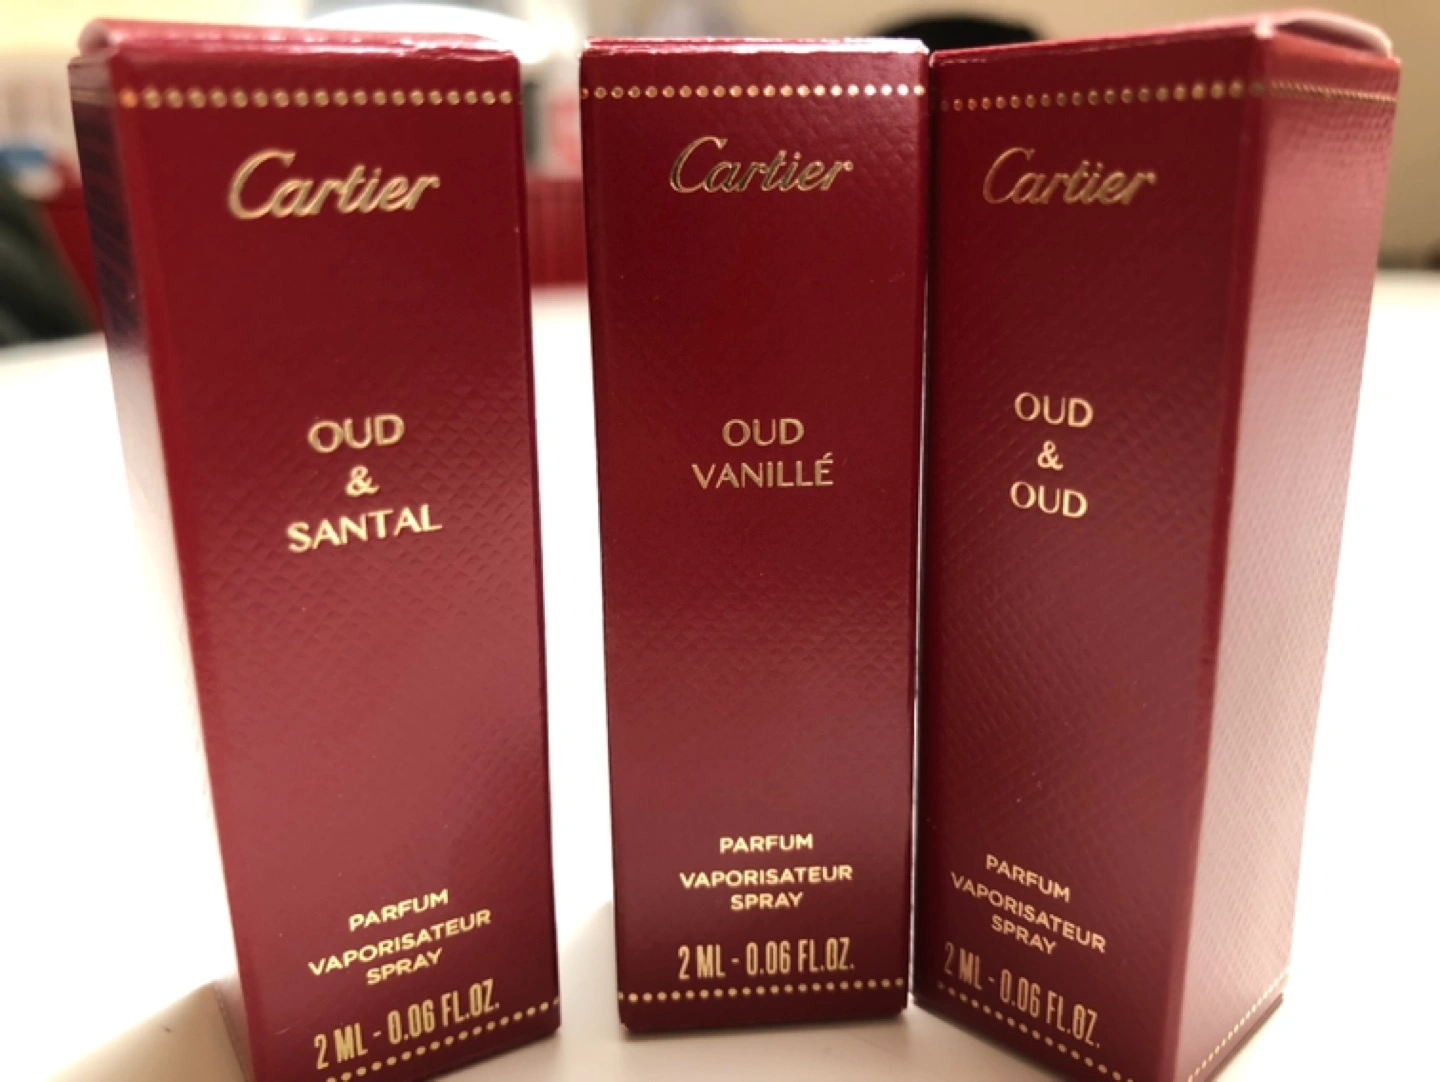 Cartier
OUD
&
SANTAL
PARFUM
VAPORISATEUR
SPRAY
2 ML - 0.06 FL.OZ.
Cartier
OUD
VANILLÉ
PARFUM
VAPORISATEUR
SPRAY
2 ML - 0.06 FL.OZ.
Cartier
OUD
&
OUD
PARFUM
VAPORISATEUR
SPRAY
2 ML - 0.06 FL.OZ.